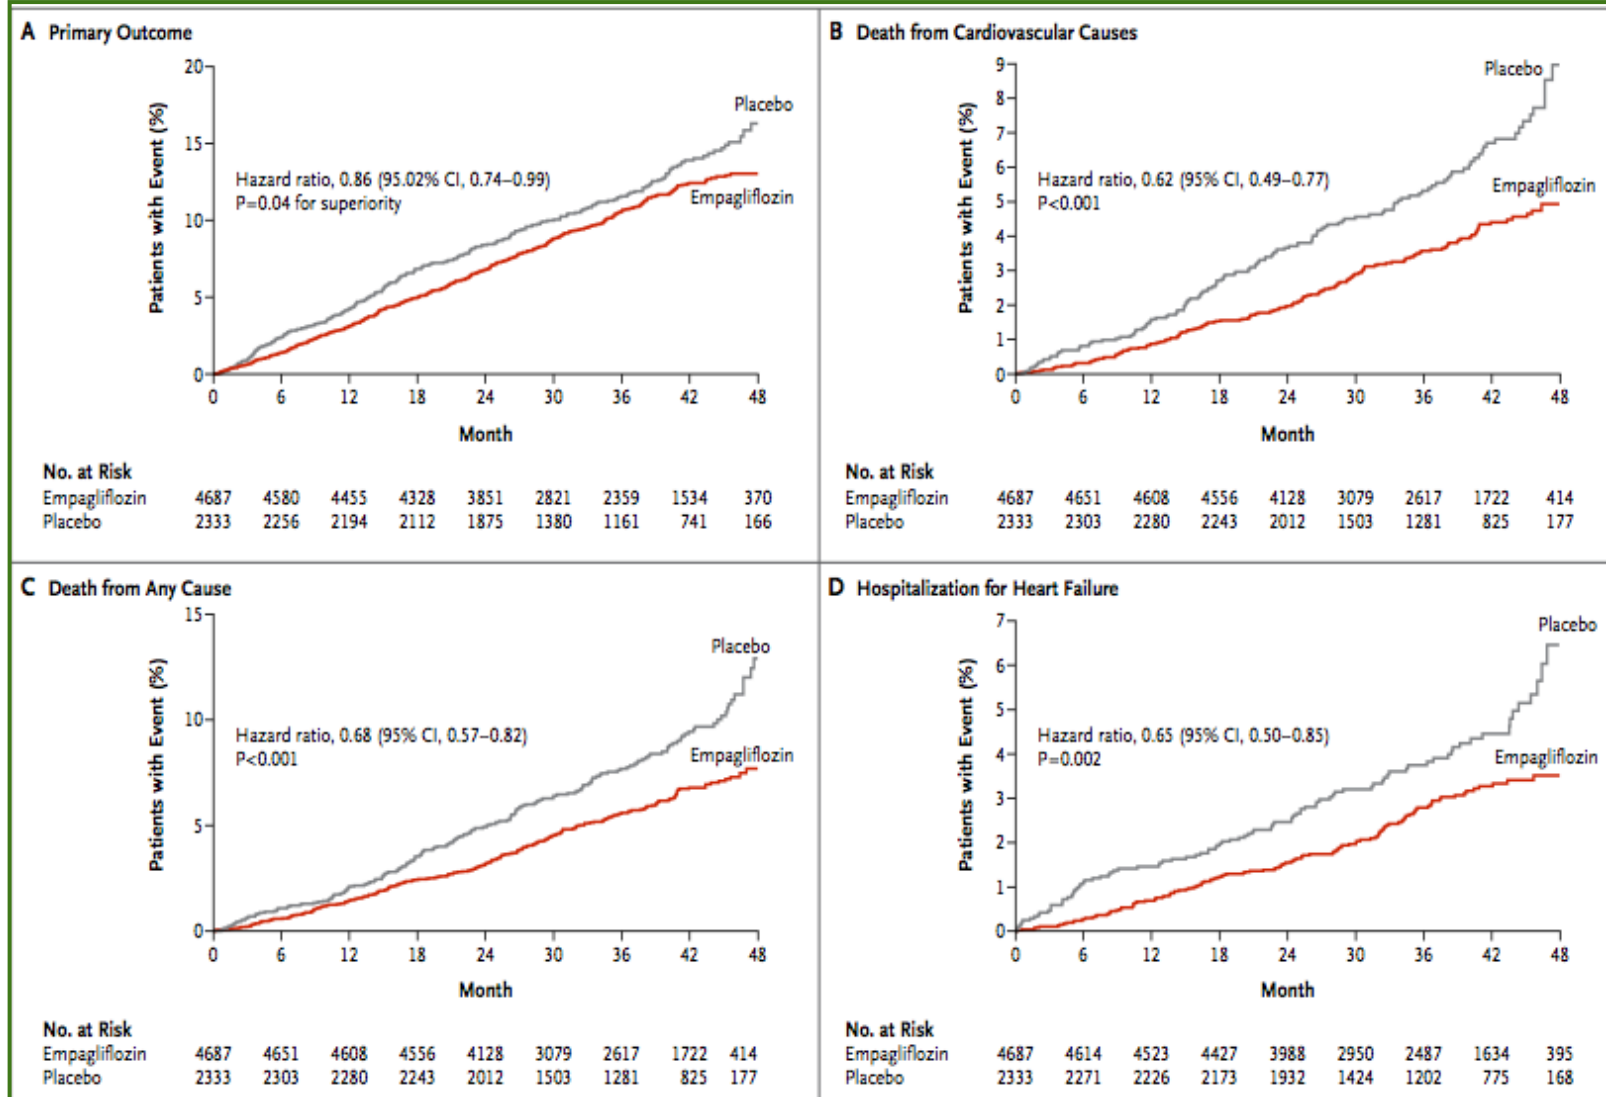 A Primary Outcome
20
15
10
5
0
Patients with Event (%)
Placebo
Hazard ratio, 0.86 (95.02% CI, 0.74–0.99)
P=0.04 for superiority
Empagliflozin
0 6 12 18 24 30 36 42 48
Month
No. at Risk
Empagliflozin 4687 4580 4455 4328 3851 2821 2359 1534 370
Placebo 2333 2256 2194 2112 1875 1380 1161 741 166
B Death from Cardiovascular Causes
9
8
7
6
5
4
3
2
1
0
Patients with Event (%)
Placebo
Hazard ratio, 0.62 (95% CI, 0.49–0.77)
P<0.001
Empagliflozin
0 6 12 18 24 30 36 42 48
Month
No. at Risk
Empagliflozin 4687 4651 4608 4556 4128 3079 2617 1722 414
Placebo 2333 2303 2280 2243 2012 1503 1281 825 177
C Death from Any Cause
15
10
5
0
Patients with Event (%)
Placebo
Hazard ratio, 0.68 (95% CI, 0.57–0.82)
P<0.001
Empagliflozin
0 6 12 18 24 30 36 42 48
Month
No. at Risk
Empagliflozin 4687 4651 4608 4556 4128 3079 2617 1722 414
Placebo 2333 2303 2280 2243 2012 1503 1281 825 177
D Hospitalization for Heart Failure
7
6
5
4
3
2
1
0
Patients with Event (%)
Placebo
Hazard ratio, 0.65 (95% CI, 0.50–0.85)
P=0.002
Empagliflozin
0 6 12 18 24 30 36 42 48
Month
No. at Risk
Empagliflozin 4687 4614 4523 4427 3988 2950 2487 1634 395
Placebo 2333 2271 2226 2173 1932 1424 1202 775 168